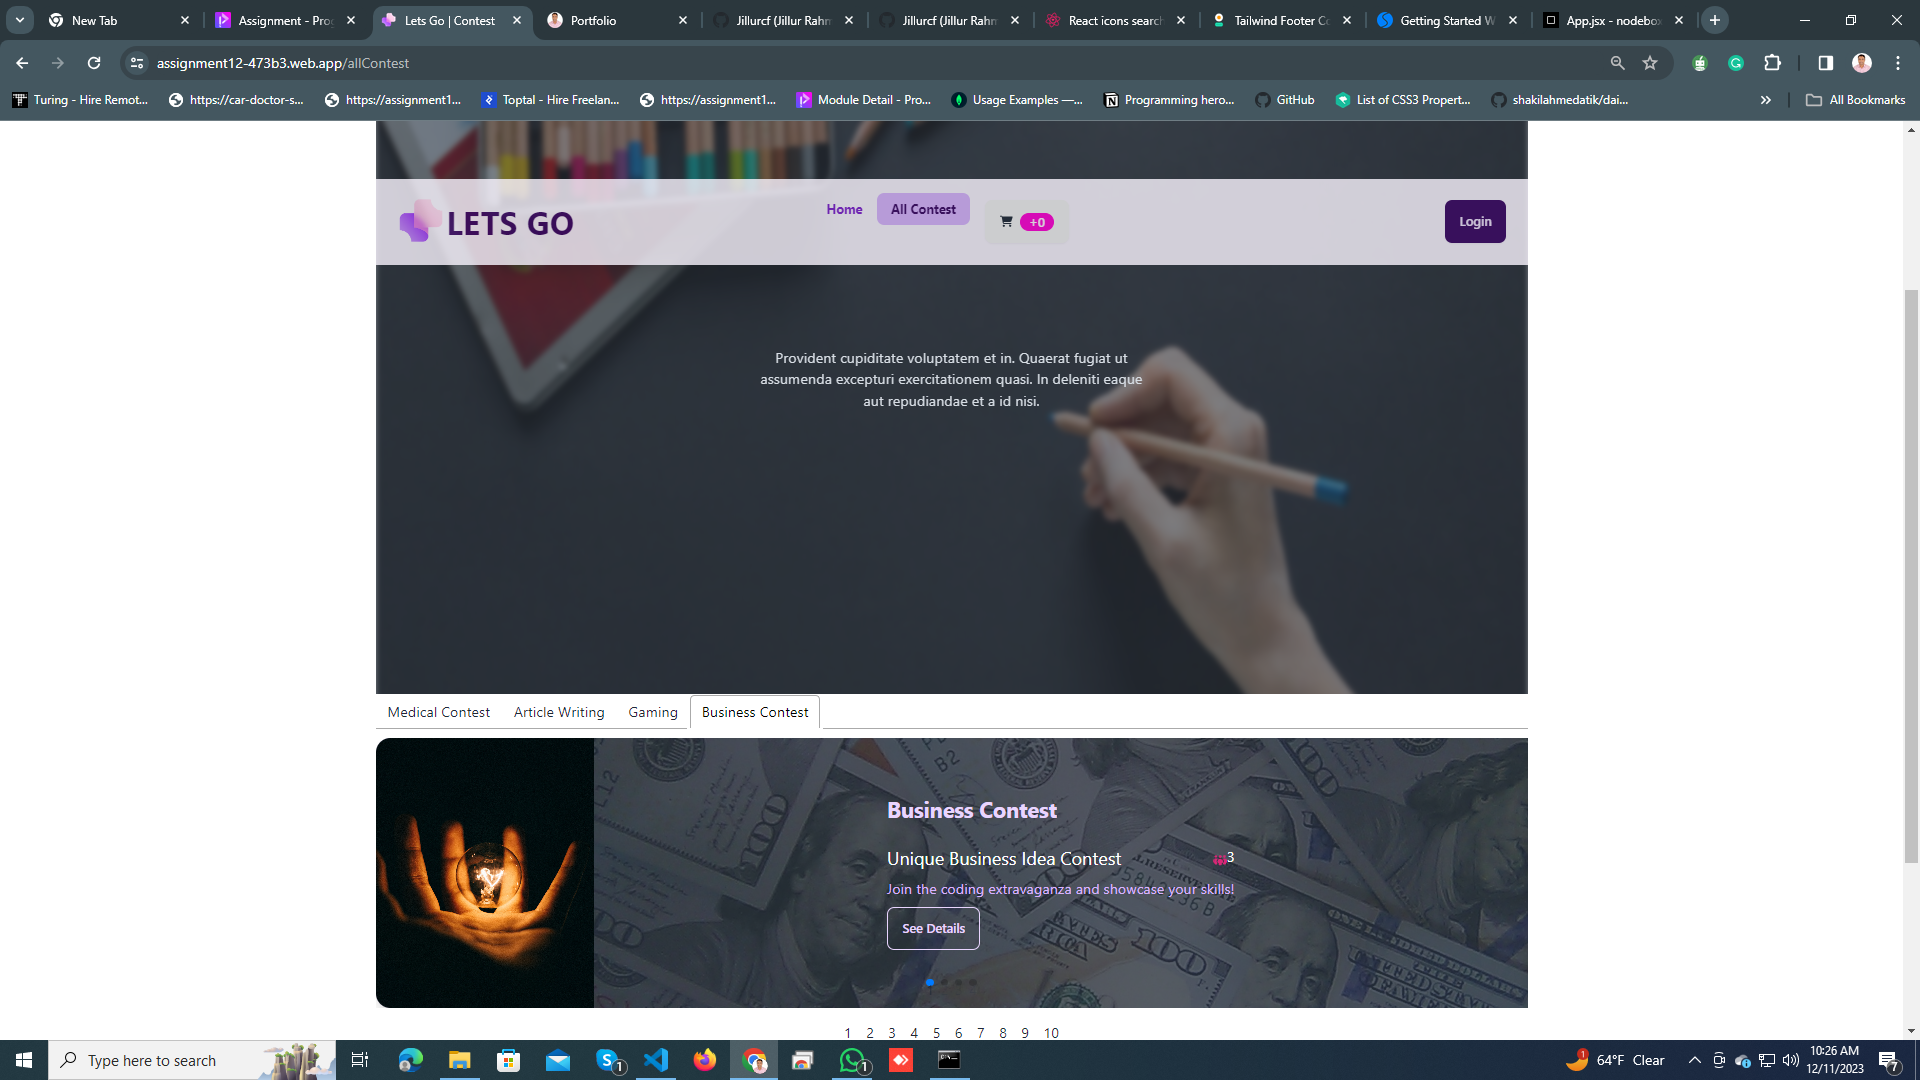 New Tab
Assignment - Prog
Lets Go | Contest
Portfolio
Jillurcf (Jillur Rahm
Jillurcf (Jillur Rahm
React icons search
Tailwind Footer Co
Getting Started W
App.jsx - nodebox
assignment12-473b3.web.app/allContest
Turing - Hire Remot...
https://car-doctor-s...
https://assignment1...
Toptal - Hire Freelan...
https://assignment1...
Module Detail - Pro...
Usage Examples —...
Programming hero...
GitHub
List of CSS3 Propert...
shakilahmedatik/dai...
All Bookmarks
LETS GO
Home
All Contest
+0
Login
Provident cupiditate voluptatem et in. Quaerat fugiat ut
assumenda excepturi exercitationem quasi. In deleniti eaque
aut repudiandae et a id nisi.
Medical Contest
Article Writing
Gaming
Business Contest
Business Contest
Unique Business Idea Contest
3
Join the coding extravaganza and showcase your skills!
See Details
1 2 3 4 5 6 7 8 9 10
Type here to search
1
1
1
64°F Clear
10:26 AM
12/11/2023
7